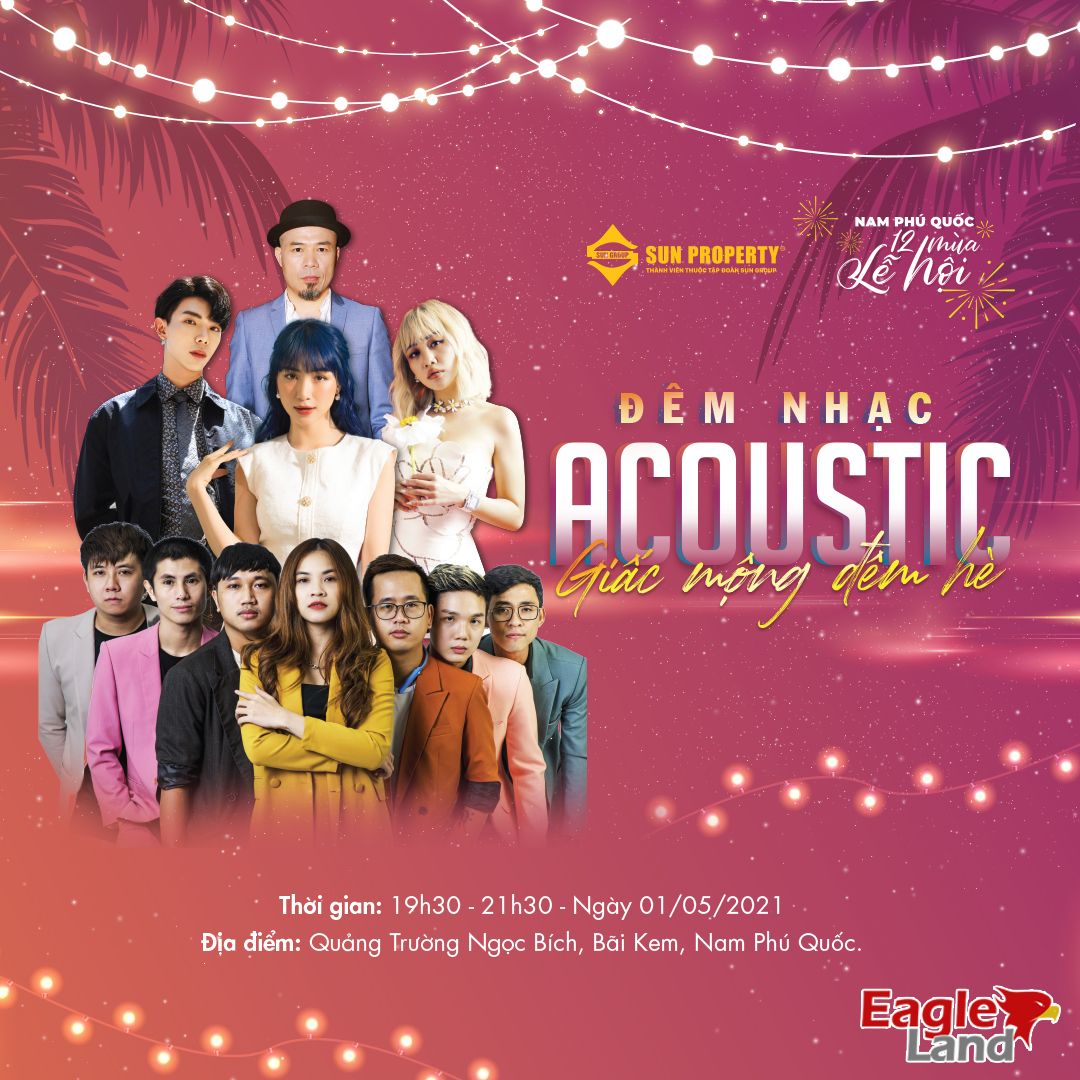 SUN GROUP
SUN PROPERTY
THÀNH VIÊN THUỘC TẬP ĐOÀN SUN GROUP
NAM PHÚ QUỐC
12 mùa
Lễ hội
ĐÊM NHẠC
ACOUSTIC
Giấc mộng đêm hè
Thời gian: 19h30 - 21h30 - Ngày 01/05/2021
Địa điểm: Quảng Trường Ngọc Bích, Bãi Kem, Nam Phú Quốc.
Eagle
Land